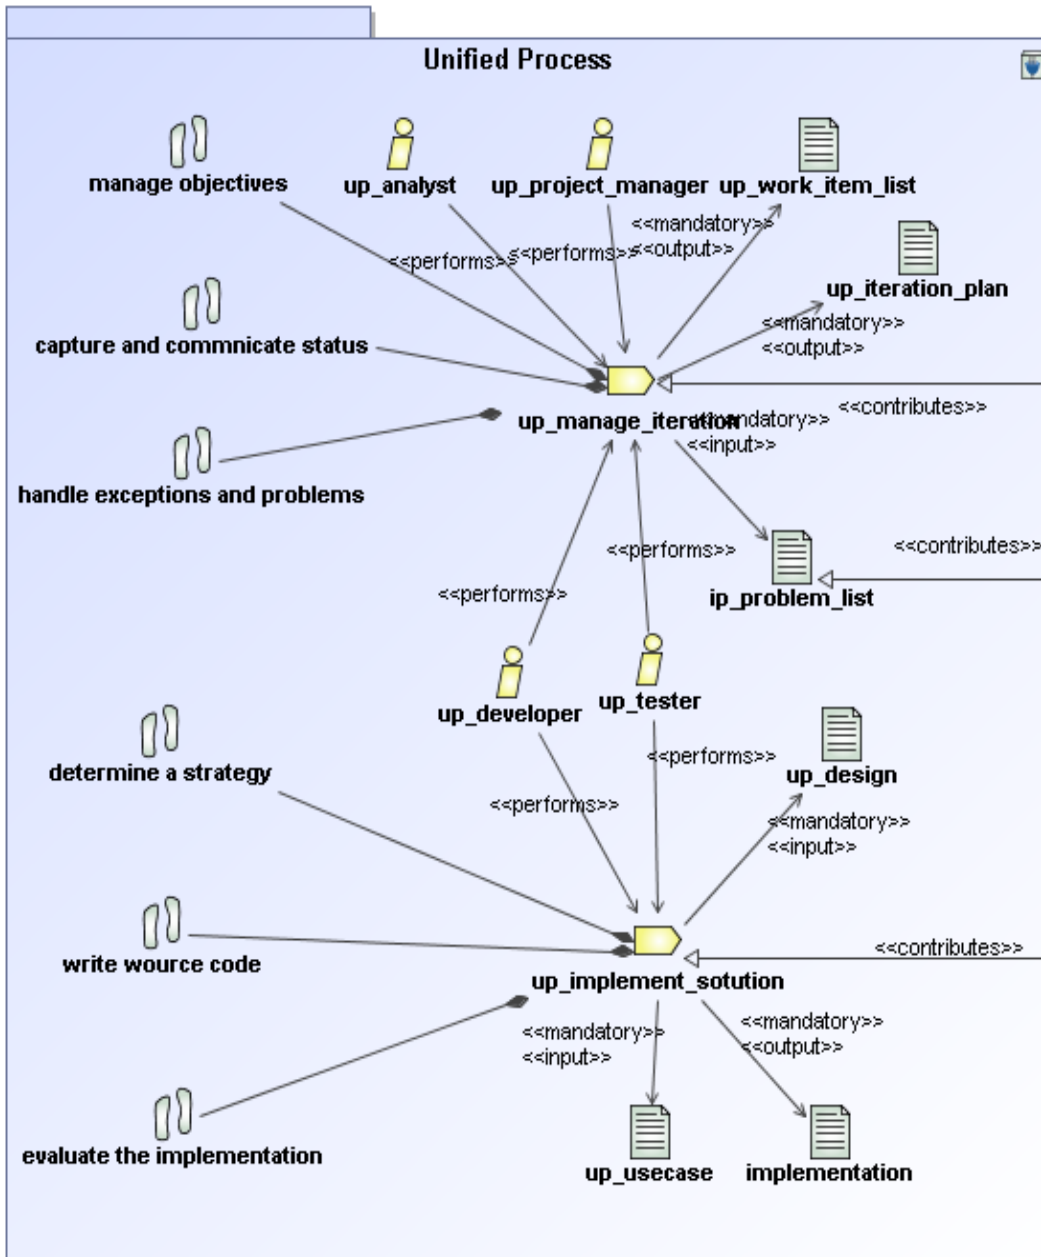 Unified Process
manage objectives
up_analyst
up_project_manager
up_work_item_list
<<mandatory>>
<<output>>
<<performs>>
<<performs>>
up_iteration_plan
capture and commnicate status
<<mandatory>>
<<output>>
<<contributes>>
up_manage_iteration
<<mandatory>>
<<input>>
handle exceptions and problems
<<performs>>
<<contributes>>
<<performs>>
ip_problem_list
up_developer
up_tester
determine a strategy
<<performs>>
up_design
<<performs>>
<<mandatory>>
<<input>>
write wource code
<<contributes>>
up_implement_sotution
<<mandatory>>
<<input>>
<<mandatory>>
<<output>>
evaluate the implementation
up_usecase
implementation